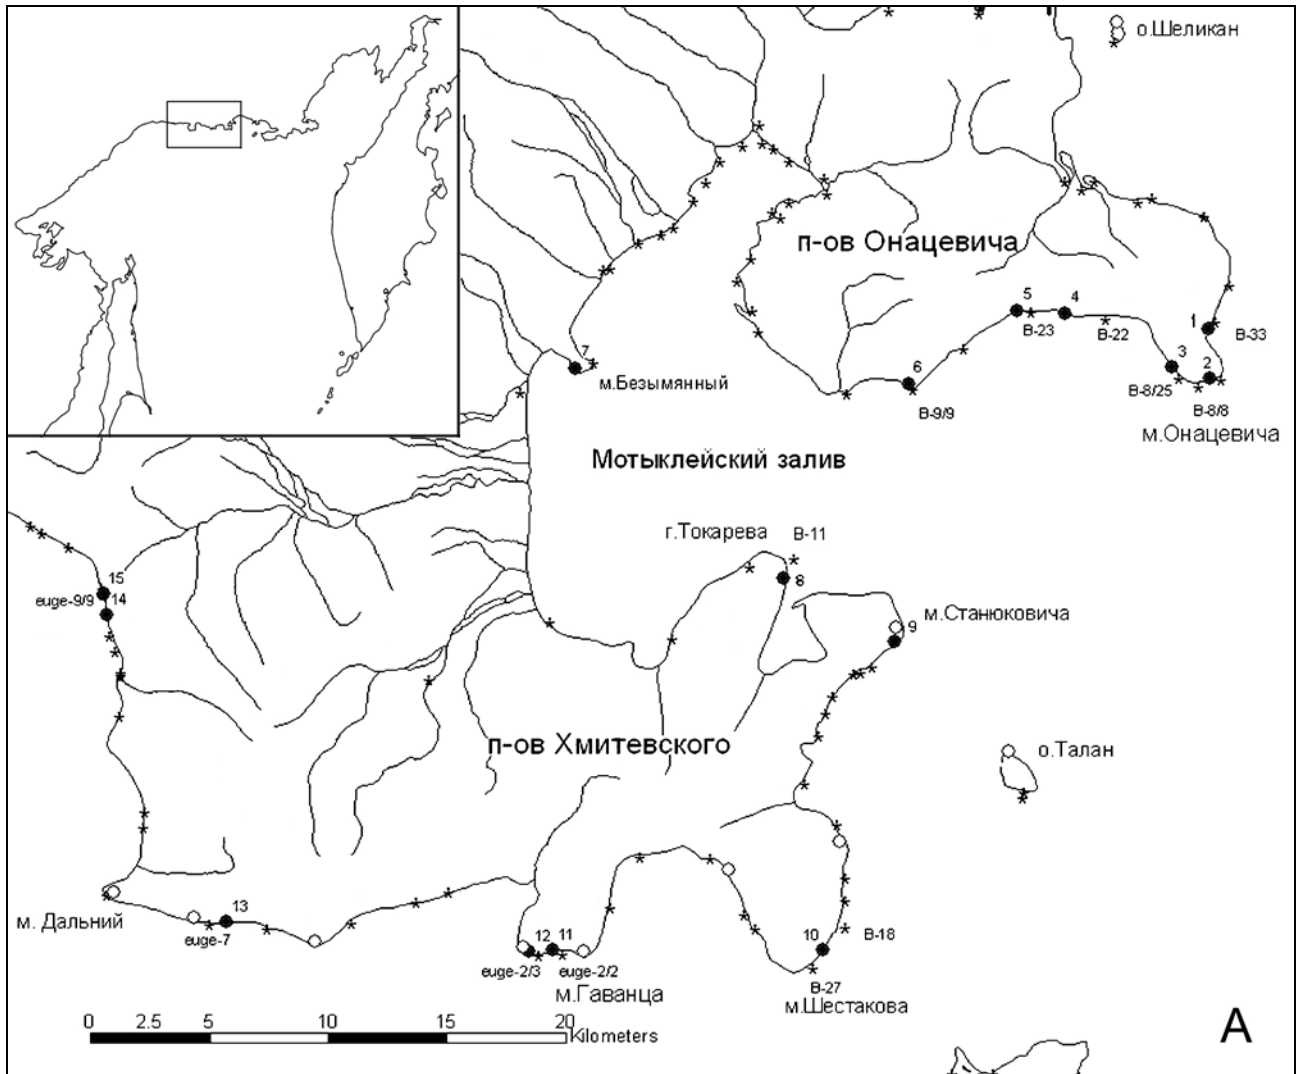 о.Шеликан
п-ов Онацевича
5
4
B-23
B-22
1
B-33
3
2
B-8/25
B-8/8
м.Онацевича
6
B-9/9
7
м.Безымянный
Мотыклейский залив
г.Токарева
B-11
8
м.Станюковича
9
15
euge-9/9
14
п-ов Хмитевского
о.Талан
м. Дальний
13
euge-7
12
11
euge-2/3
euge-2/2
м.Гаванца
10
B-18
B-27
м.Шестакова
0 2.5 5 10 15 20
Kilometers
A